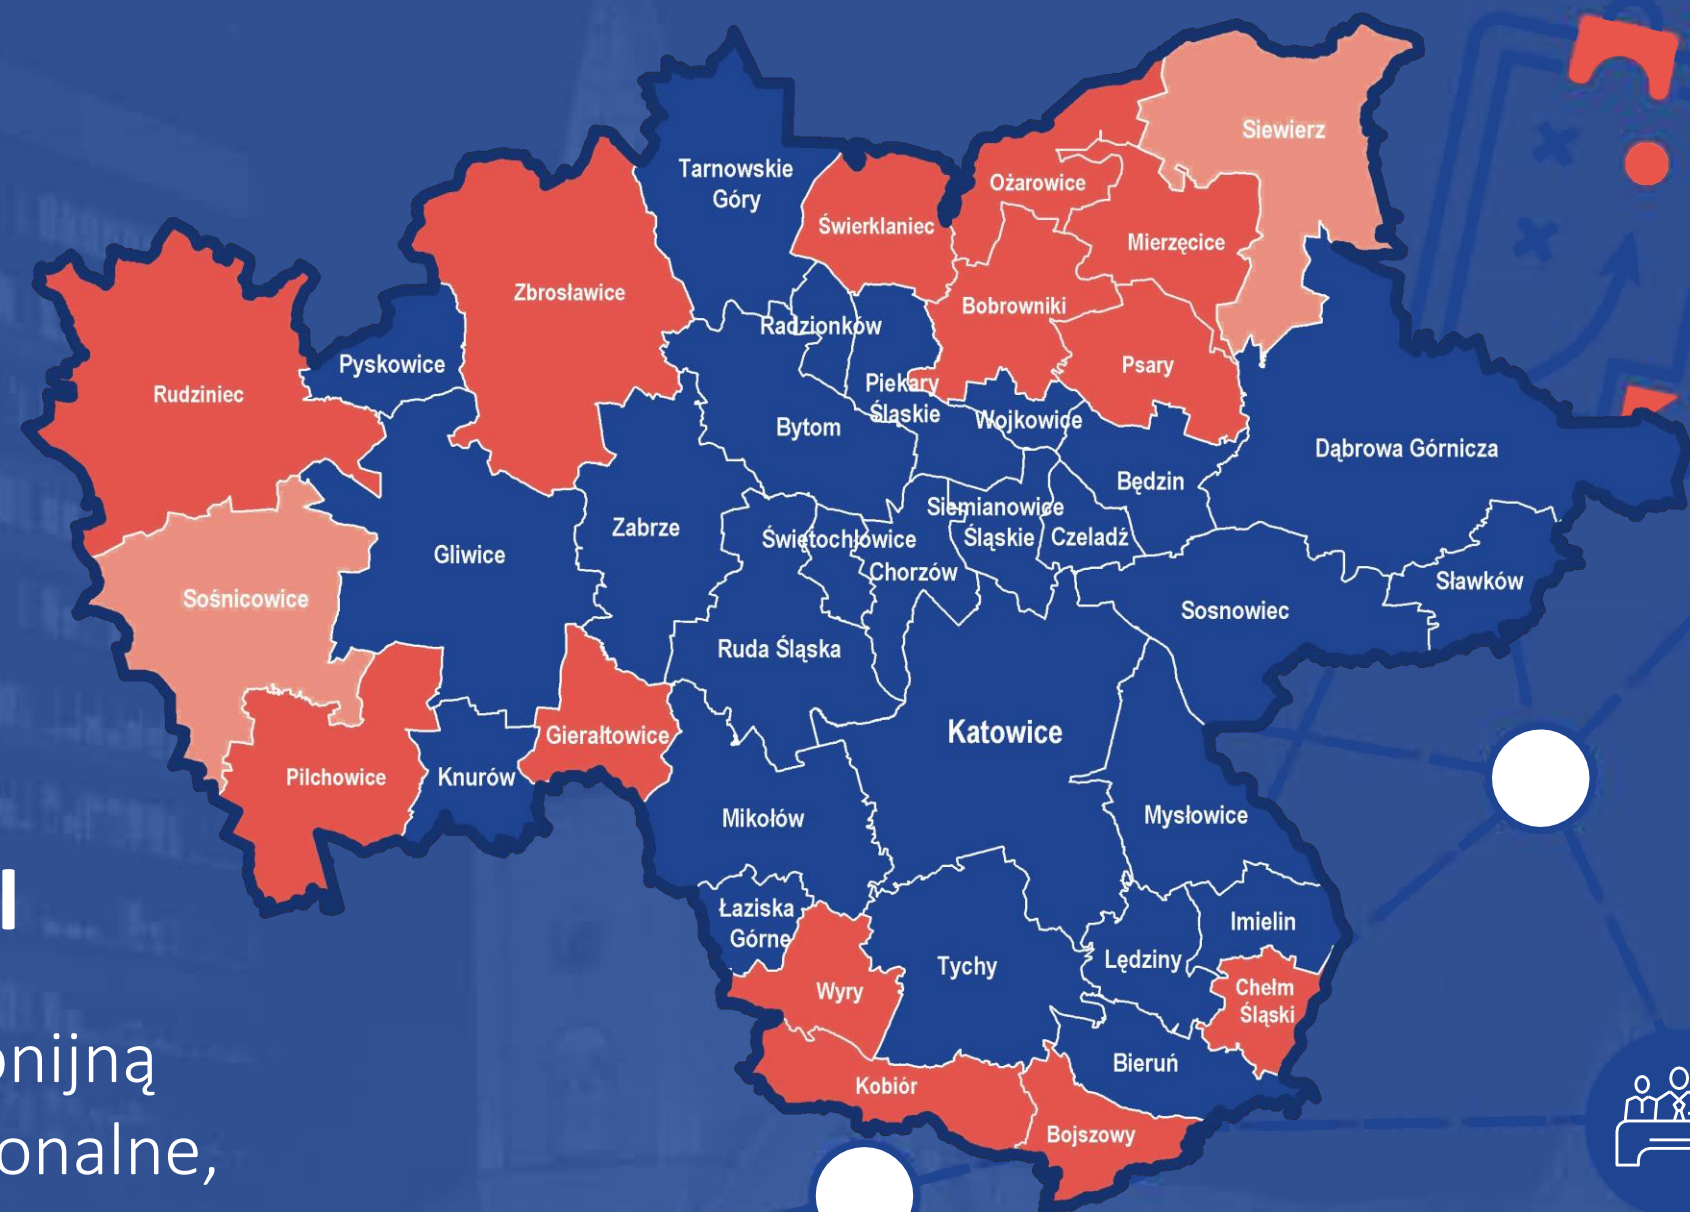 Siewierz
Tarnowskie
Góry
Ożarowice
Świerklaniec
Mierzęcice
Zbrosławice
Bobrowniki
Radzionków
Pyskowice
Psary
Rudziniec
Piekary
Śląskie
Wojkowice
Bytom
Dąbrowa Górnicza
Będzin
Siemianowice
Śląskie
Zabrze
Świętochłowice
Czeladź
Gliwice
Chorzów
Sławków
Sośnicowice
Sosnowiec
Ruda Śląska
Katowice
Gierałtowice
Pilchowice
Knurów
Mikołów
Mysłowice
Łaziska
Górne
Imielin
Lędziny
Tychy
Wyry
Chełm
Śląski
Bieruń
Kobiór
Bojszowy
onijną
onalne,